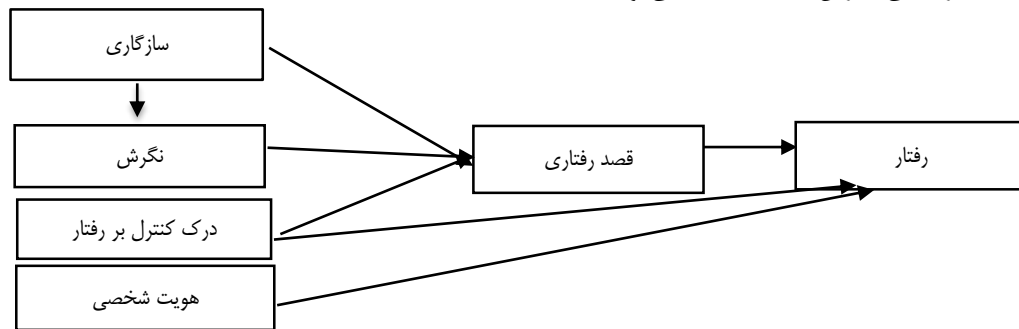 سازگاری
نگرش
قصد رفتاری
رفتار
درک کنترل بر رفتار
هویت شخصی